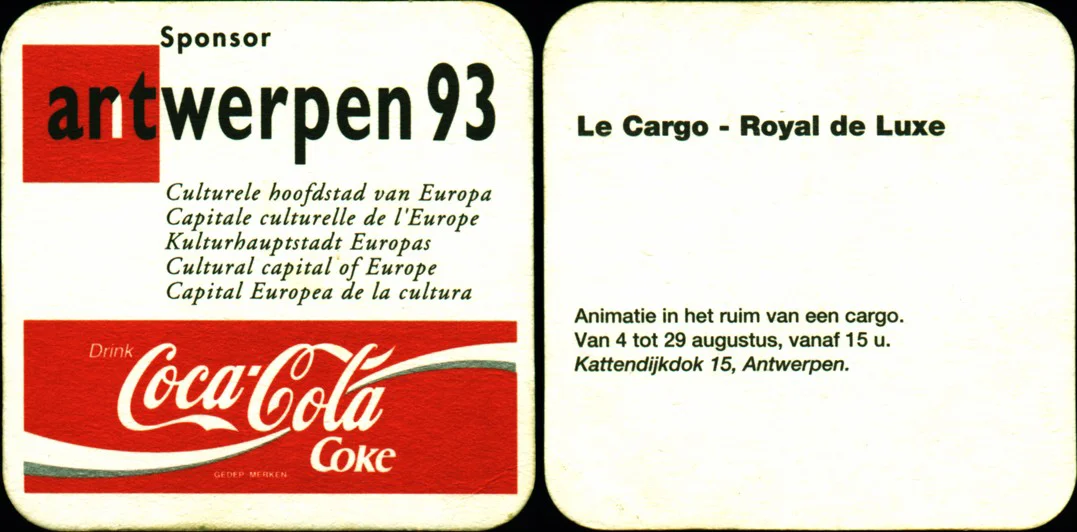 Sponsor
antwerpen 93
Culturele hoofdstad van Europa
Capitale culturelle de l'Europe
Kulturhauptstadt Europas
Cultural capital of Europe
Capital Europea de la cultura
Drink
Coca-Cola
Coke
GEDEP. MERKEN
Le Cargo - Royal de Luxe
Animatie in het ruim van een cargo.
Van 4 tot 29 augustus, vanaf 15 u.
Kattendijkdok 15, Antwerpen.